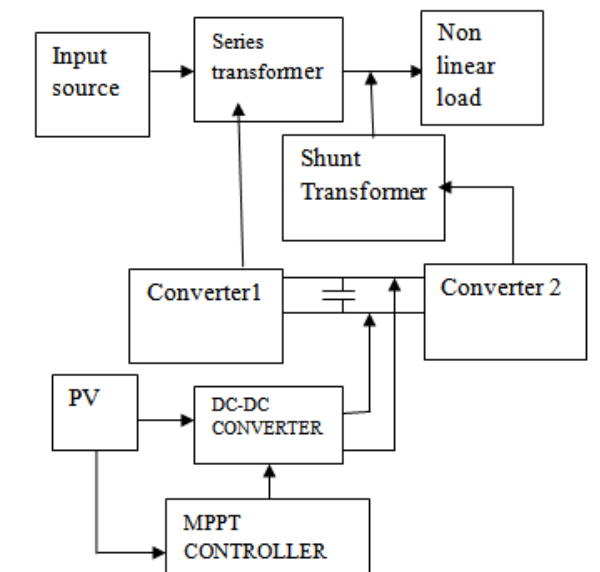 Input
source
Series
transformer
Non
linear
load
Shunt
Transformer
Converter1
Converter 2
PV
DC-DC
CONVERTER
MPPT
CONTROLLER